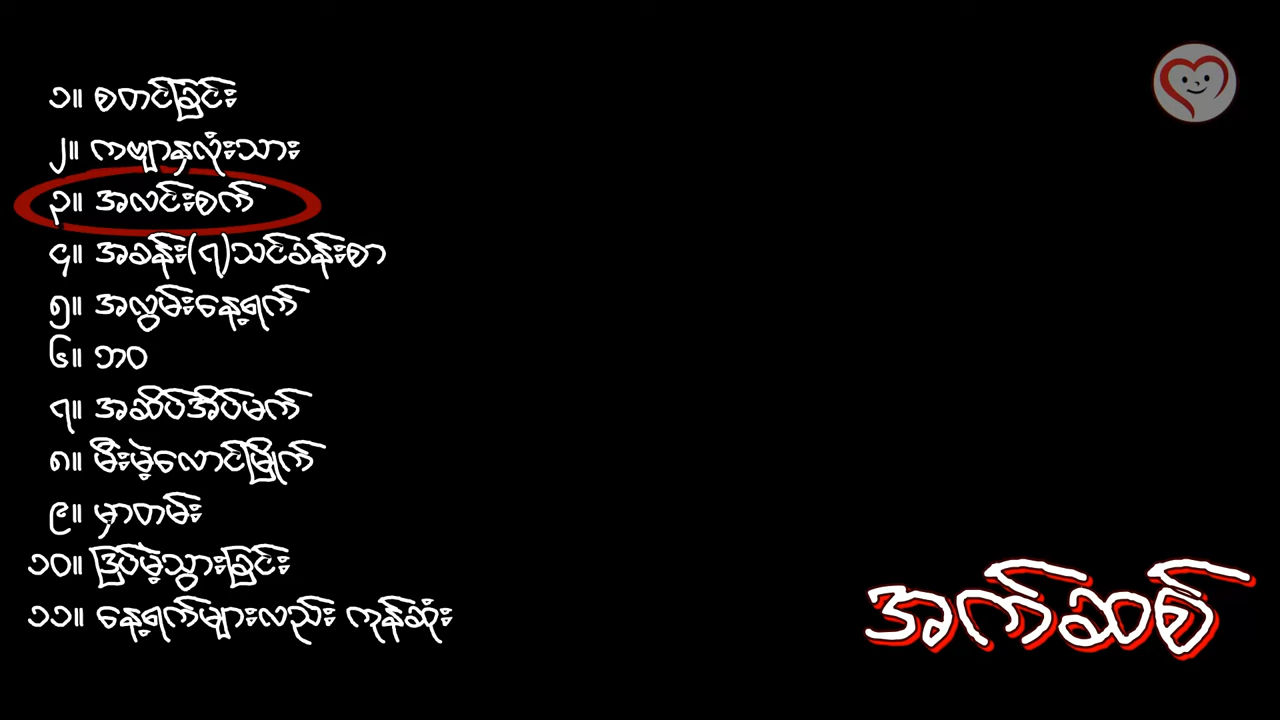 ၁။ စတင်ခြင်း
၂။ ကဗျာနှလုံးသား
၃။ အလင်းစက်
၄။ အခန်း(၇)သင်ခန်းစာ
၅။ အလွမ်းနေ့ရက်
၆။ ဘဝ
၇။ အဆိပ်အိပ်မက်
၈။ မီးမဲ့လောင်မြိုက်
၉။ မှာတမ်း
၁၀။ ဒြပ်မဲ့သွားခြင်း
၁၁။ နေ့ရက်များလည်း ကုန်ဆုံး
အက်ဆစ်